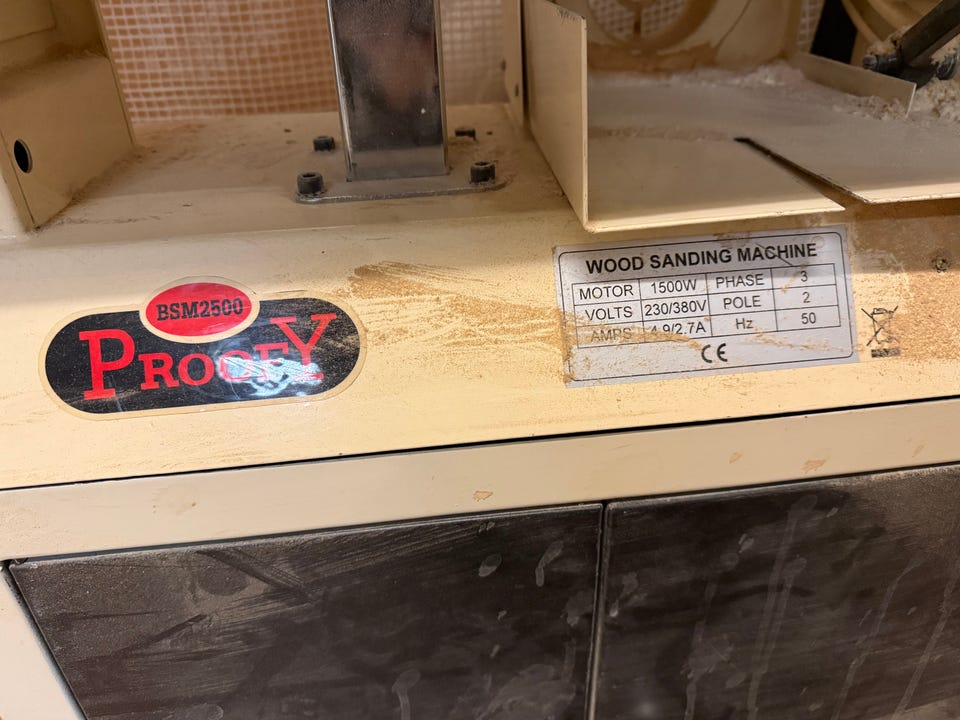 BSM2500
WOOD SANDING MACHINE
MOTOR 1500W PHASE 3
VOLTS 230/380V POLE 2
AMPS 4.9/2.7A Hz 50
CE